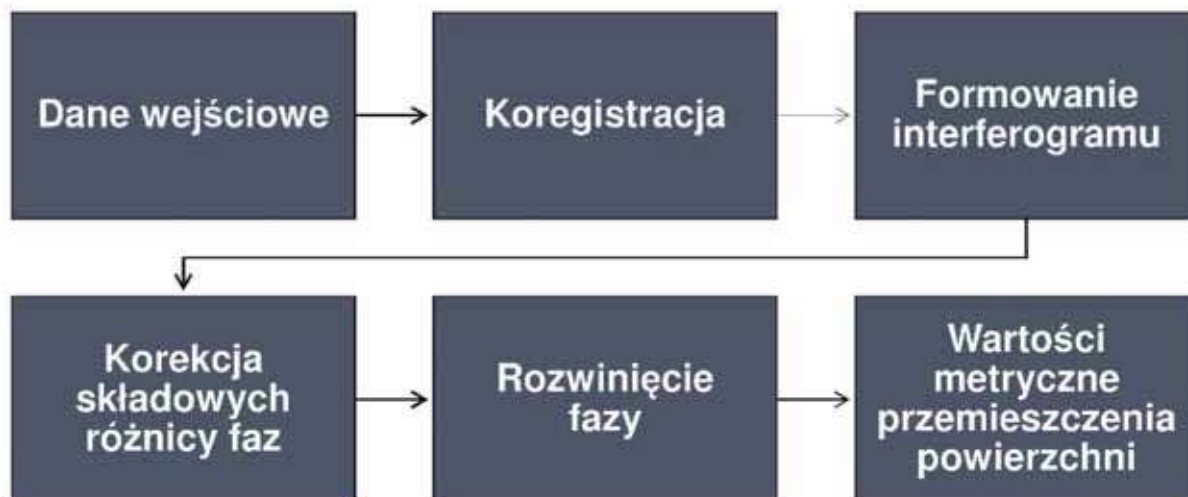 Dane wejściowe
Koregistracja
Formowanie
interferogramu
Korekcja
składowych
różnicy faz
Rozwinięcie
fazy
Wartości
metryczne
przemieszczenia
powierzchni